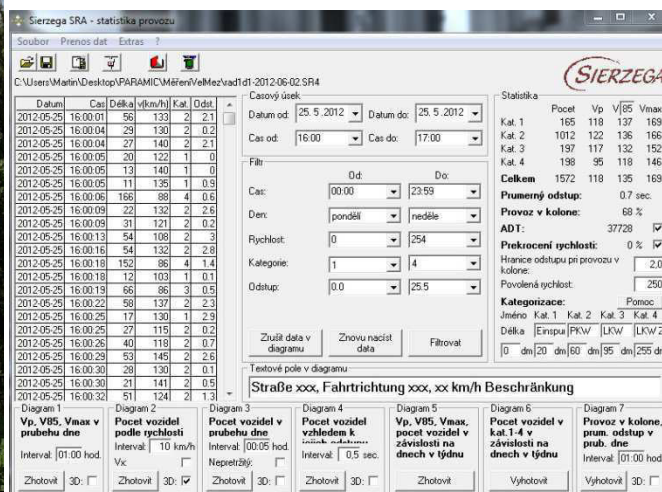 Sierzega SRA - statistika provozu
Soubor Prenos dat Extras ?
C:\Users\Martin\Desktop\PARAMIC\MěřeníVelMez\vad1d1-2012-06-02.SR4
SIERZEGA
Datum Cas Délka v[km/h] Kat. Odst.
2012-05-25 16:00:01 56 133 2 2.1
2012-05-25 16:00:04 29 130 2 0.2
2012-05-25 16:00:04 27 140 2 2.1
2012-05-25 16:00:05 20 122 1 0
2012-05-25 16:00:05 13 140 1 0
2012-05-25 16:00:05 11 135 1 0.9
2012-05-25 16:00:06 166 88 4 0.6
2012-05-25 16:00:09 22 132 2 2.6
2012-05-25 16:00:09 31 121 2 0.2
2012-05-25 16:00:13 54 108 2 3
2012-05-25 16:00:16 54 132 2 2.8
2012-05-25 16:00:18 152 86 4 1.4
2012-05-25 16:00:18 12 103 1 0.1
2012-05-25 16:00:19 66 86 3 0.5
2012-05-25 16:00:22 58 137 2 2.3
2012-05-25 16:00:25 17 130 1 2.9
2012-05-25 16:00:25 27 115 2 0.2
2012-05-25 16:00:26 40 118 2 0.7
2012-05-25 16:00:29 53 145 2 2.6
2012-05-25 16:00:30 28 130 2 0.1
2012-05-25 16:00:30 21 141 2 0.5
2012-05-25 16:00:32 51 124 2 1.3
Casový úsek
Datum od: 25. 5 .2012 Datum do: 25. 5 .2012
Cas od: 16:00 Cas do: 17:00
Filtr
Od: Do:
Cas: 00:00 23:59
Den: pondělí neděle
Rychlost: 0 254
Kategorie: 1 4
Odstup: 0.0 25.5
Zrušit data v diagramu
Znovu nacíst data
Filtrovat
Textové pole v diagramu
Straße xxx, Fahrtrichtung xxx, xx km/h Beschränkung
Statistika
Pocet Vp V 85 Vmax
Kat. 1 165 118 137 169
Kat. 2 1012 122 136 166
Kat. 3 197 117 132 152
Kat. 4 198 95 118 146
Celkem 1572 118 135 169
Prumerný odstup: 0.7 sec.
Provoz v kolone: 68 %
ADT: 37728
Prekrocení rychlosti: 0 %
Hranice odstupu pri provozu v kolone: 2,0
Povolená rychlost: 250
Kategorizace: Pomoc
Jméno Kat. 1 Kat. 2 Kat. 3 Kat. 4
Délka Einspu PKW LKW LKW 2
0 dm 20 dm 60 dm 95 dm 255 dm
Diagram 1
Vp, V85, Vmax v prubehu dne
Interval: 01:00 hod.
Zhotovit 3D:
Diagram 2
Pocet vozidel podle rychlosti
Interval: 10 km/h
Vx:
Zhotovit 3D:
Diagram 3
Pocet vozidel v prubehu dne
Interval: 00:05 hod.
Nepretržitý:
Zhotovit 3D:
Diagram 4
Pocet vozidel vzhledem k
Interval: 0,5 sec.
Zhotovit 3D:
Diagram 5
Vp, V85, Vmax, pocet vozidel v závislosti na dnech v týdnu
Zhotovit
Diagram 6
Pocet vozidel v kat.1-4 v závislosti na dnech v týdnu
Vyhotovit
Diagram 7
Provoz v kolone, prum. odstup v prub. dne
Interval: 01:00 hod.
Vyhotovit 3D: